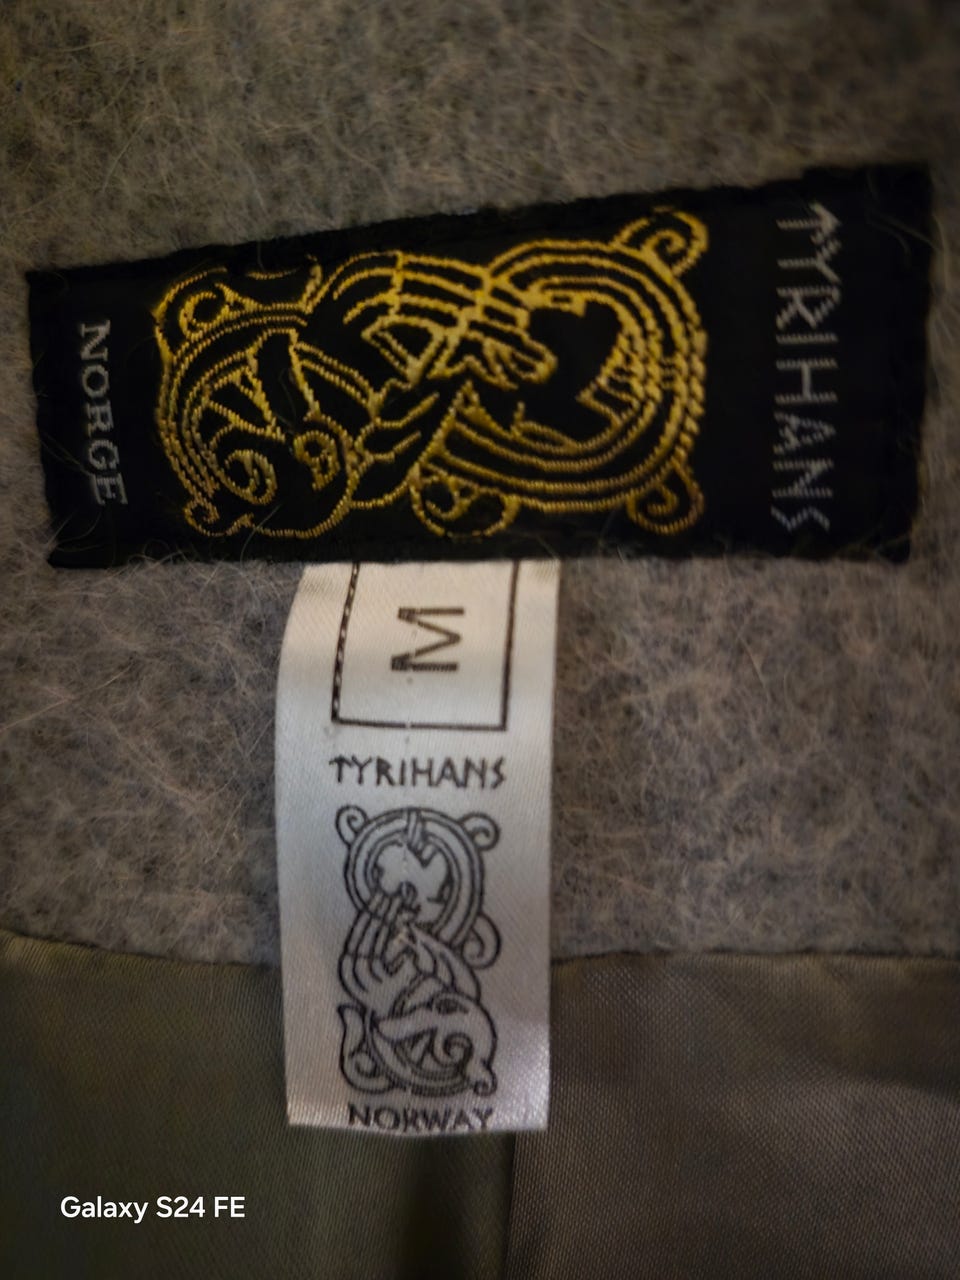 TYRIHANS
NORGE
M
TYRIHANS
NORWAY
Galaxy S24 FE